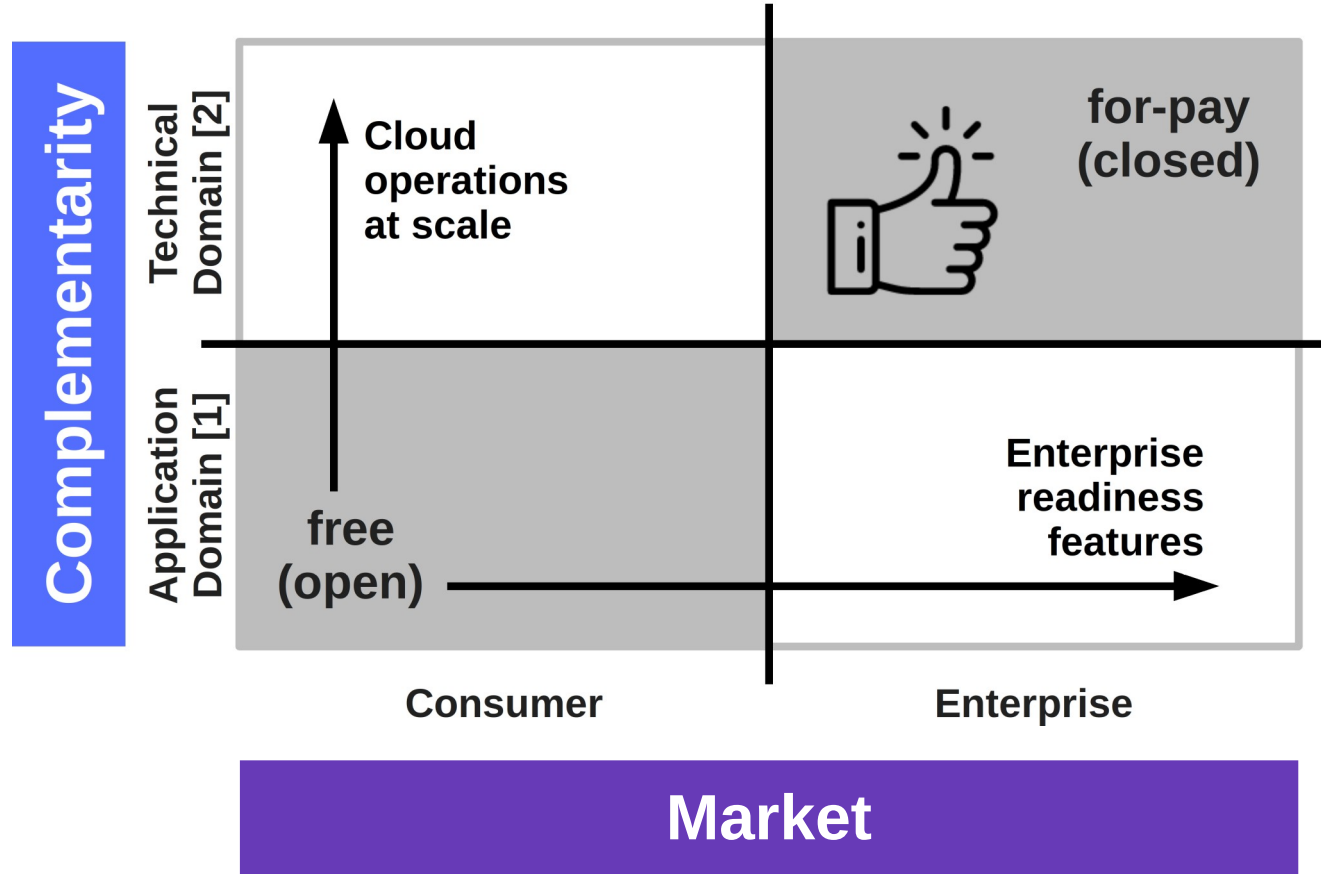 Complementarity
Technical
Domain [2]
Application
Domain [1]
Cloud
operations
at scale
for-pay
(closed)
free
(open)
Enterprise
readiness
features
Consumer
Enterprise
Market